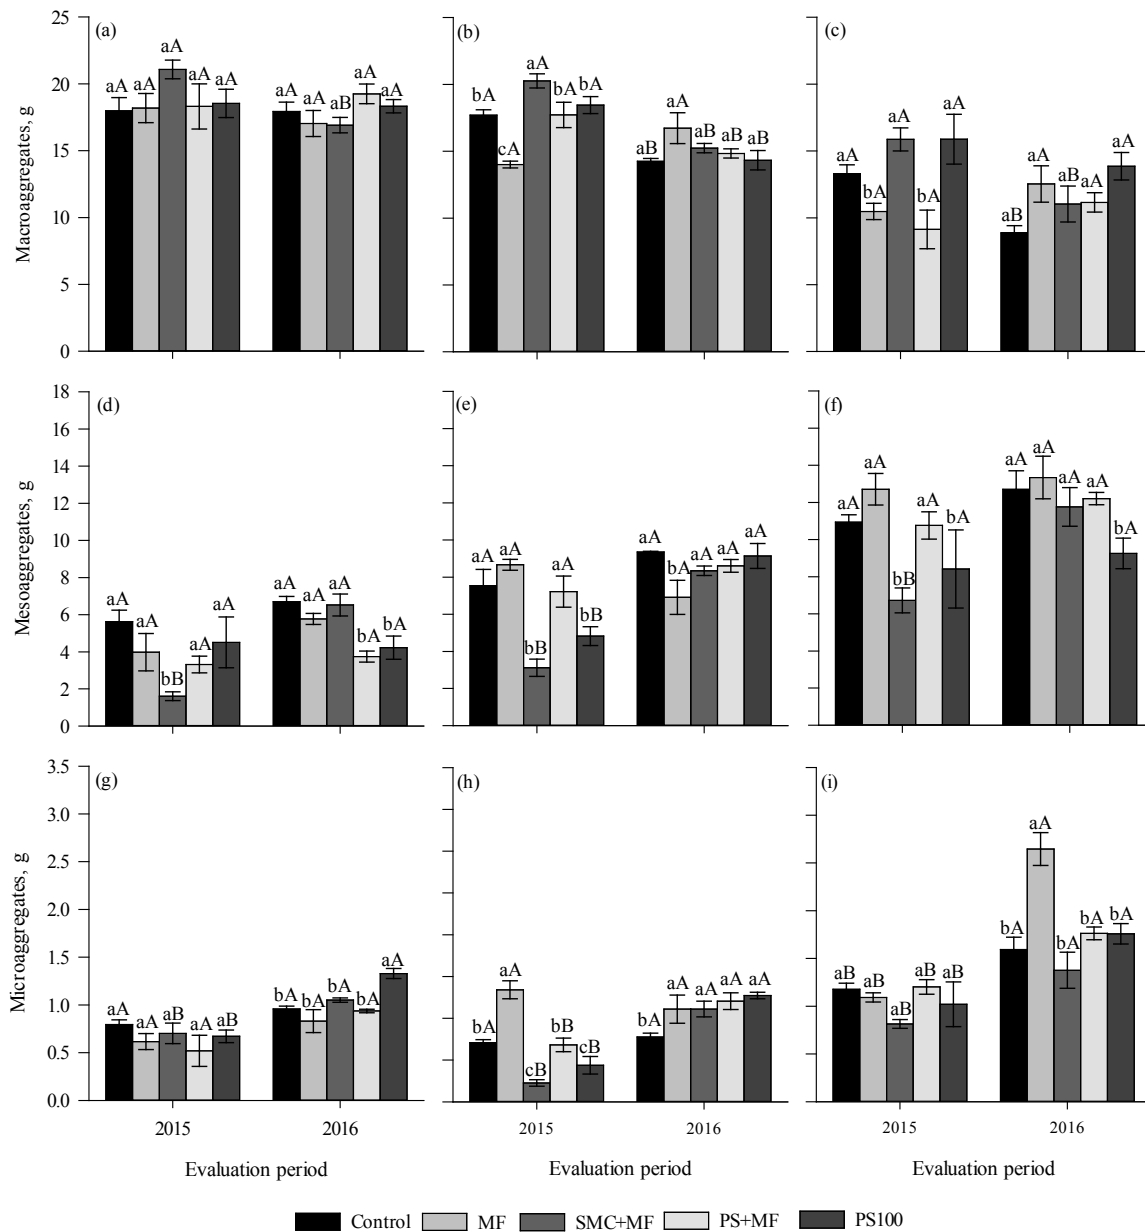 (a)
(b)
(c)
25
20
15
10
5
0
Macroaggregates, g
aA aA aA aA aA aA aA aB aA aA
bA cA aA bA bA aB aA aB aB aB
aA bA aA bA aA aB aA aB aA aA
(d)
(e)
(f)
18
16
14
12
10
8
6
4
2
0
Mesoaggregates, g
aA aA bB aA aA aA aA aA bA bA
aA aA bB aA bB aA bA aA aA aA
aA aA bB aA bA aA aA aA aA aA
(g)
(h)
(i)
3.5
3.0
2.5
2.0
1.5
1.0
0.5
0.0
Microaggregates, g
aA aA aB aA aB bA bA bA bA aA
bA aA cB bB cB aA aA aA aA aA
aB aB aB aB aB bA aA bA bA bA
2015 2016 2015 2016 2015 2016
Evaluation period Evaluation period Evaluation period
Control MF SMC+MF PS+MF PS100